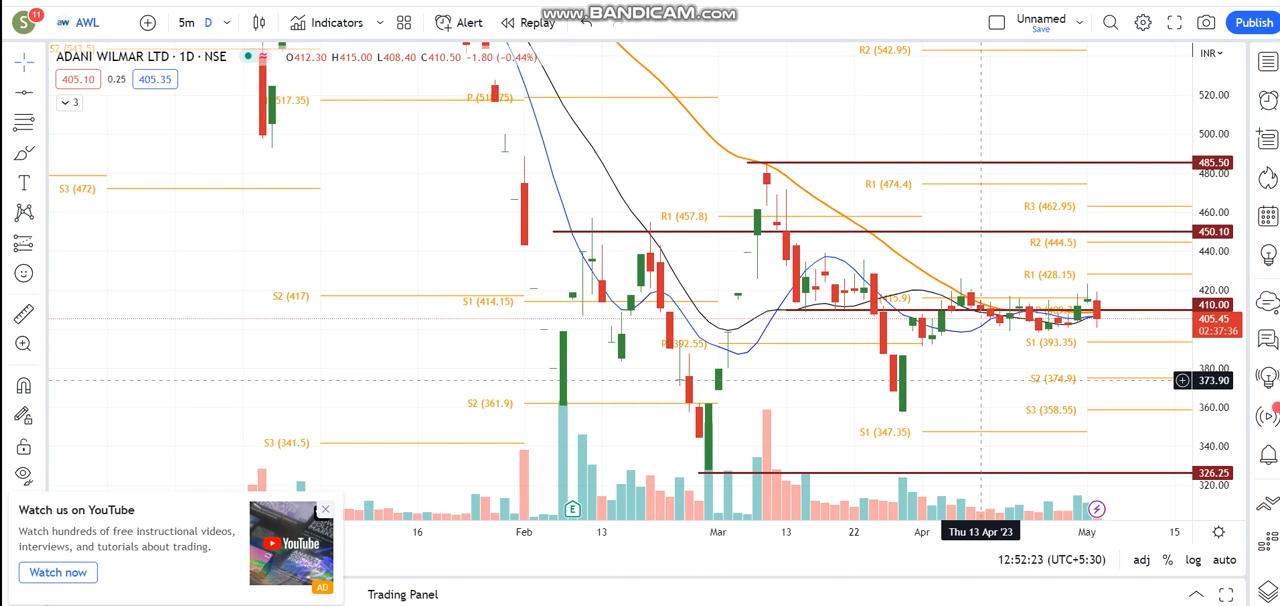 www.BANDICAM.com
S 11 AWL 5m D Indicators Alert Replay Unnamed Save Publish
S2 (543.5)
ADANI WILMAR LTD · 1D · NSE O412.30 H415.00 L408.40 C410.50 -1.80 (-0.44%)
R2 (542.95)
INR
405.10 0.25 405.35
3
517.35)
P (518.75)
520.00
500.00
485.50
480.00
S3 (472)
R1 (474.4)
R3 (462.95)
460.00
R1 (457.8)
450.10
R2 (444.5)
440.00
R1 (428.15)
420.00
S2 (417)
S1 (414.15)
415.9)
410.00
405.45
02:37:36
P (392.55)
S1 (393.35)
380.00
S2 (374.9)
373.90
S2 (361.9)
S3 (358.55)
360.00
S1 (347.35)
S3 (341.5)
340.00
326.25
320.00
E
Watch us on YouTube
Watch hundreds of free instructional videos,
interviews, and tutorials about trading.
Watch now
YouTube
AD
16 Feb 13 Mar 13 22 Apr Thu 13 Apr '23 May 15
12:52:23 (UTC+5:30) adj % log auto
Trading Panel